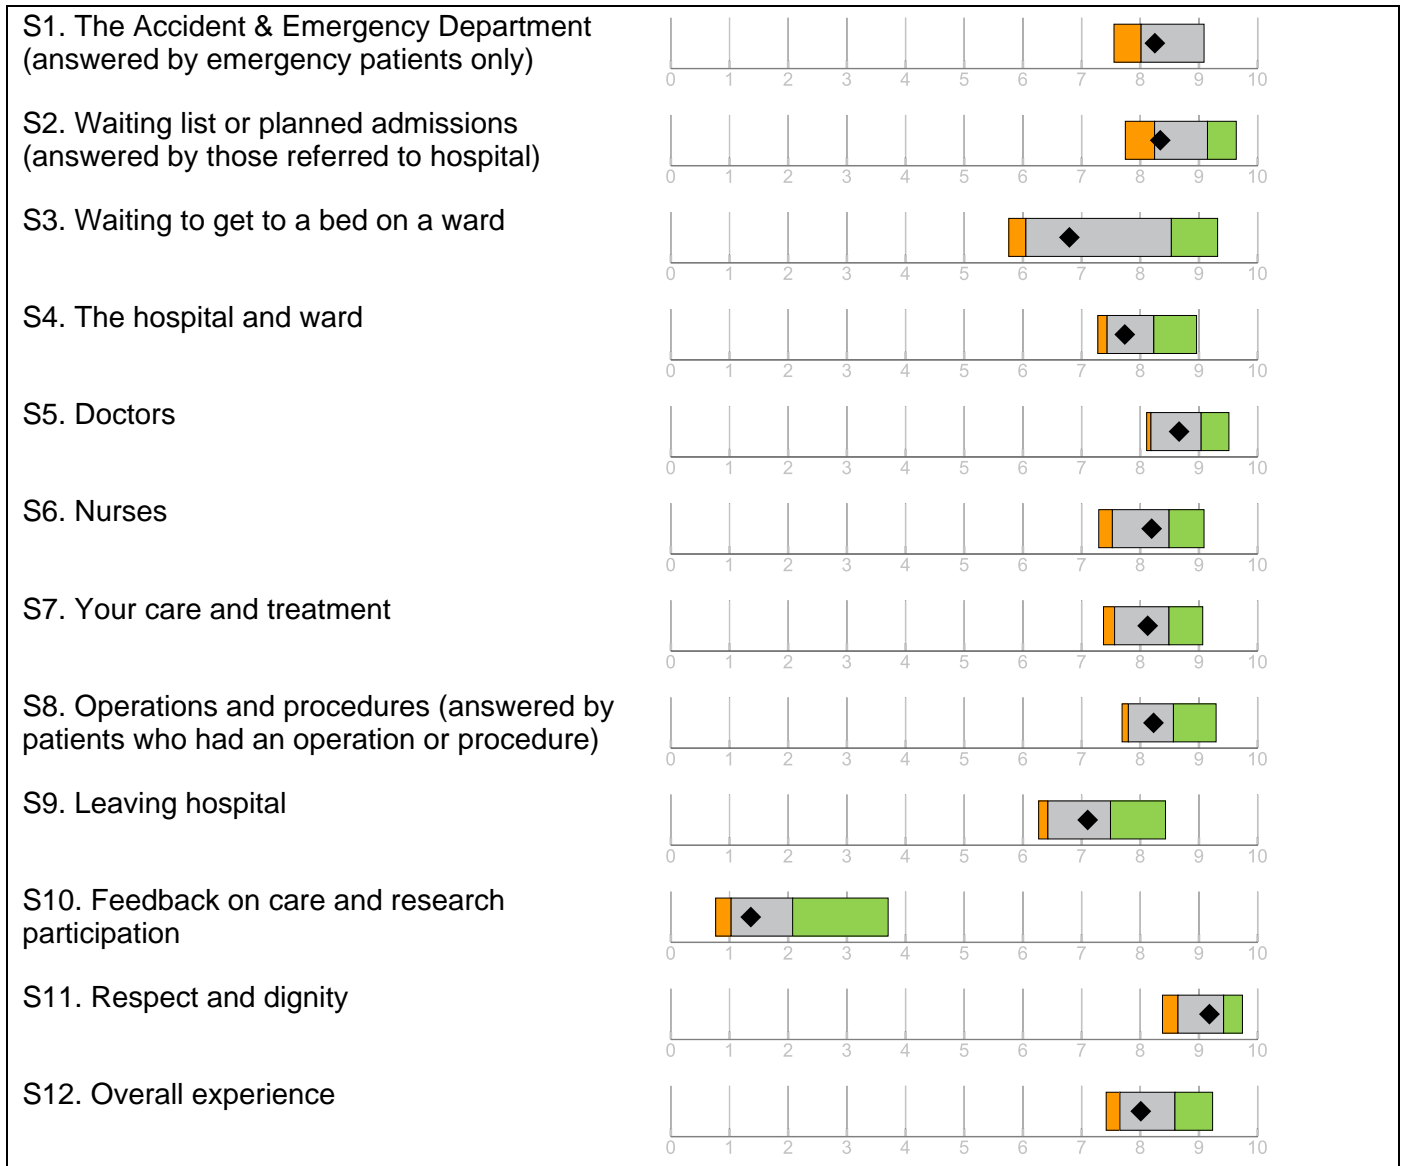 S1. The Accident & Emergency Department
(answered by emergency patients only)
0 1 2 3 4 5 6 7 8 9 10
S2. Waiting list or planned admissions
(answered by those referred to hospital)
0 1 2 3 4 5 6 7 8 9 10
S3. Waiting to get to a bed on a ward
0 1 2 3 4 5 6 7 8 9 10
S4. The hospital and ward
0 1 2 3 4 5 6 7 8 9 10
S5. Doctors
0 1 2 3 4 5 6 7 8 9 10
S6. Nurses
0 1 2 3 4 5 6 7 8 9 10
S7. Your care and treatment
0 1 2 3 4 5 6 7 8 9 10
S8. Operations and procedures (answered by
patients who had an operation or procedure)
0 1 2 3 4 5 6 7 8 9 10
S9. Leaving hospital
0 1 2 3 4 5 6 7 8 9 10
S10. Feedback on care and research
participation
0 1 2 3 4 5 6 7 8 9 10
S11. Respect and dignity
0 1 2 3 4 5 6 7 8 9 10
S12. Overall experience
0 1 2 3 4 5 6 7 8 9 10